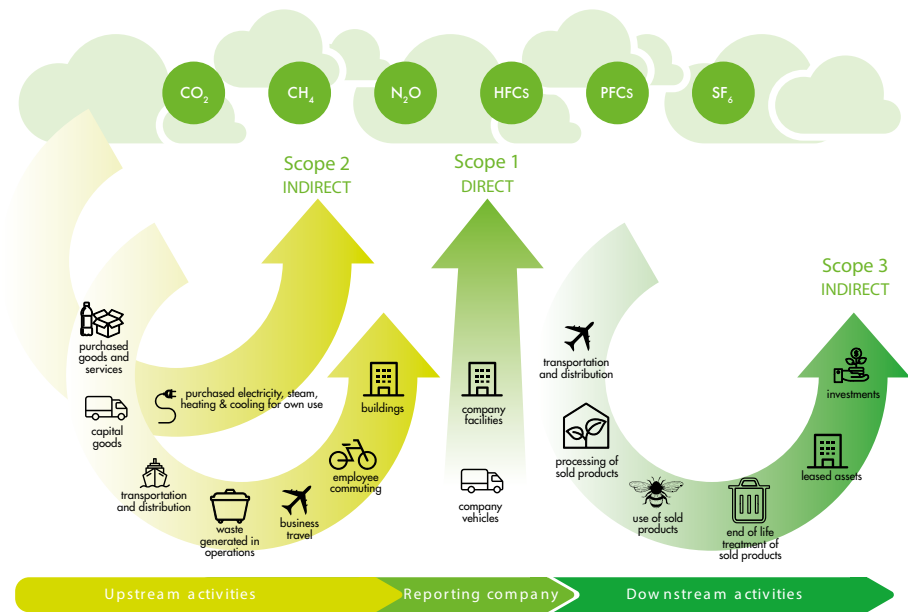 CO₂
CH₄
N₂O
HFCs
PFCs
SF₆
Scope 2
INDIRECT
Scope 1
DIRECT
Scope 3
INDIRECT
purchased
goods and
services
capital
goods
purchased electricity, steam,
heating & cooling for own use
transportation
and distribution
waste
generated in
operations
business
travel
employee
commuting
buildings
company
facilities
company
vehicles
transportation
and distribution
processing of
sold products
use of sold
products
end of life
treatment of
sold products
leased assets
investments
Upstream activities
Reporting company
Downstream activities